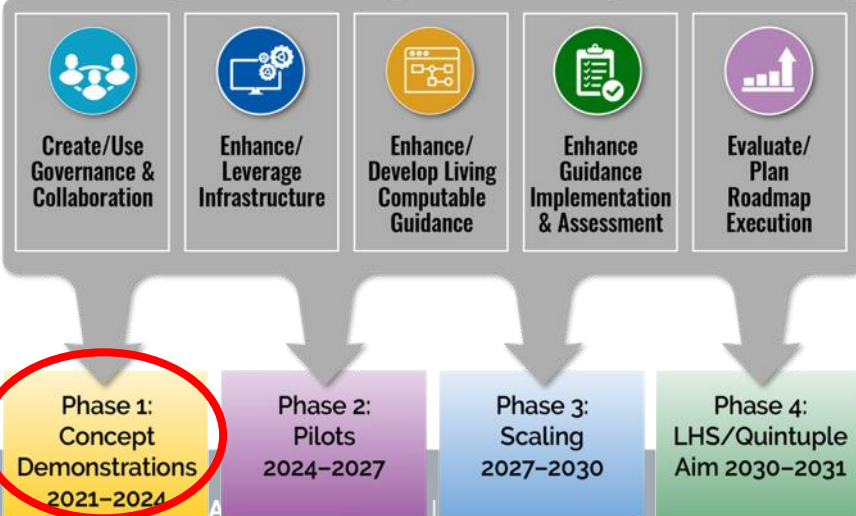 Create/Use
Governance &
Collaboration
Enhance/
Leverage
Infrastructure
Enhance/
Develop Living
Computable
Guidance
Enhance
Guidance
Implementation
& Assessment
Evaluate/
Plan
Roadmap
Execution
Phase 1:
Concept
Demonstrations
2021–2024
Phase 2:
Pilots
2024–2027
Phase 3:
Scaling
2027–2030
Phase 4:
LHS/Quintuple
Aim 2030–2031